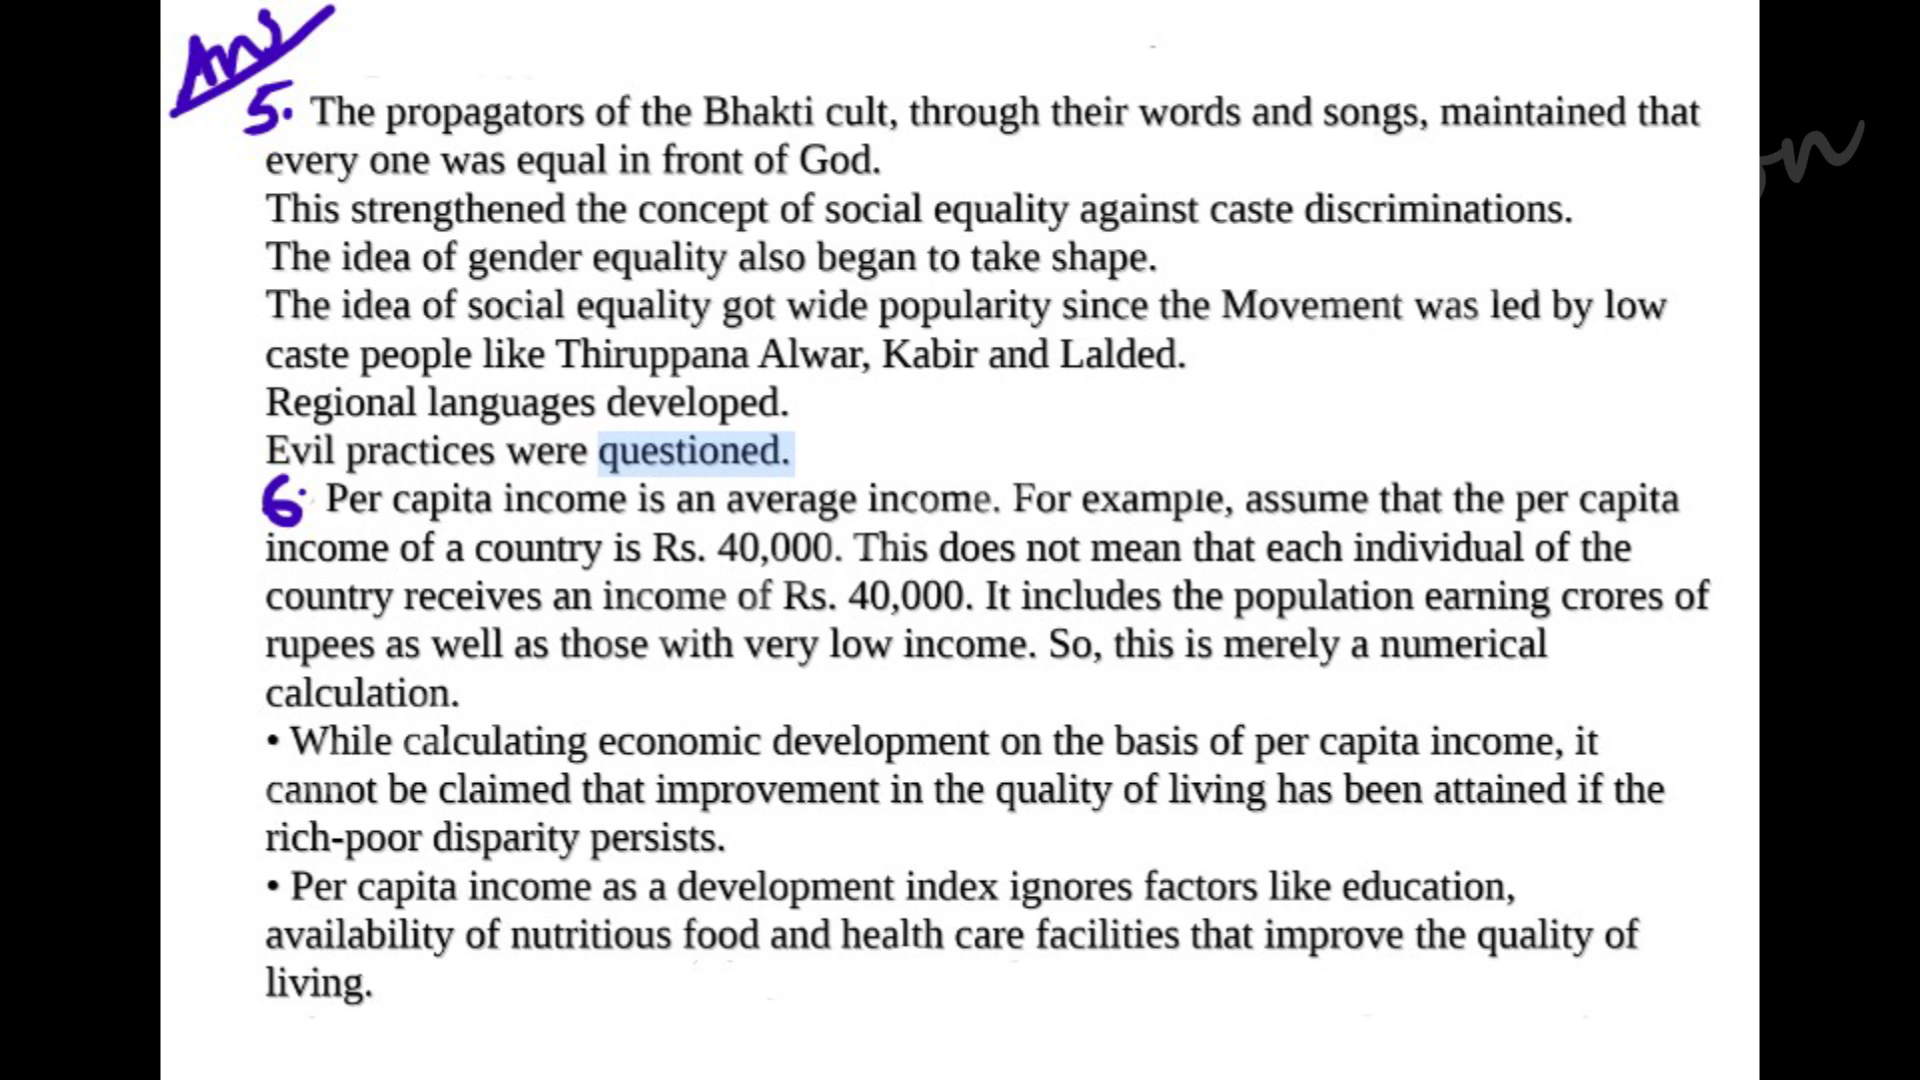 Ans
5. The propagators of the Bhakti cult, through their words and songs, maintained that
every one was equal in front of God.
This strengthened the concept of social equality against caste discriminations.
The idea of gender equality also began to take shape.
The idea of social equality got wide popularity since the Movement was led by low
caste people like Thiruppana Alwar, Kabir and Lalded.
Regional languages developed.
Evil practices were questioned.
6. Per capita income is an average income. For example, assume that the per capita
income of a country is Rs. 40,000. This does not mean that each individual of the
country receives an income of Rs. 40,000. It includes the population earning crores of
rupees as well as those with very low income. So, this is merely a numerical
calculation.
• While calculating economic development on the basis of per capita income, it
cannot be claimed that improvement in the quality of living has been attained if the
rich-poor disparity persists.
• Per capita income as a development index ignores factors like education,
availability of nutritious food and health care facilities that improve the quality of
living.